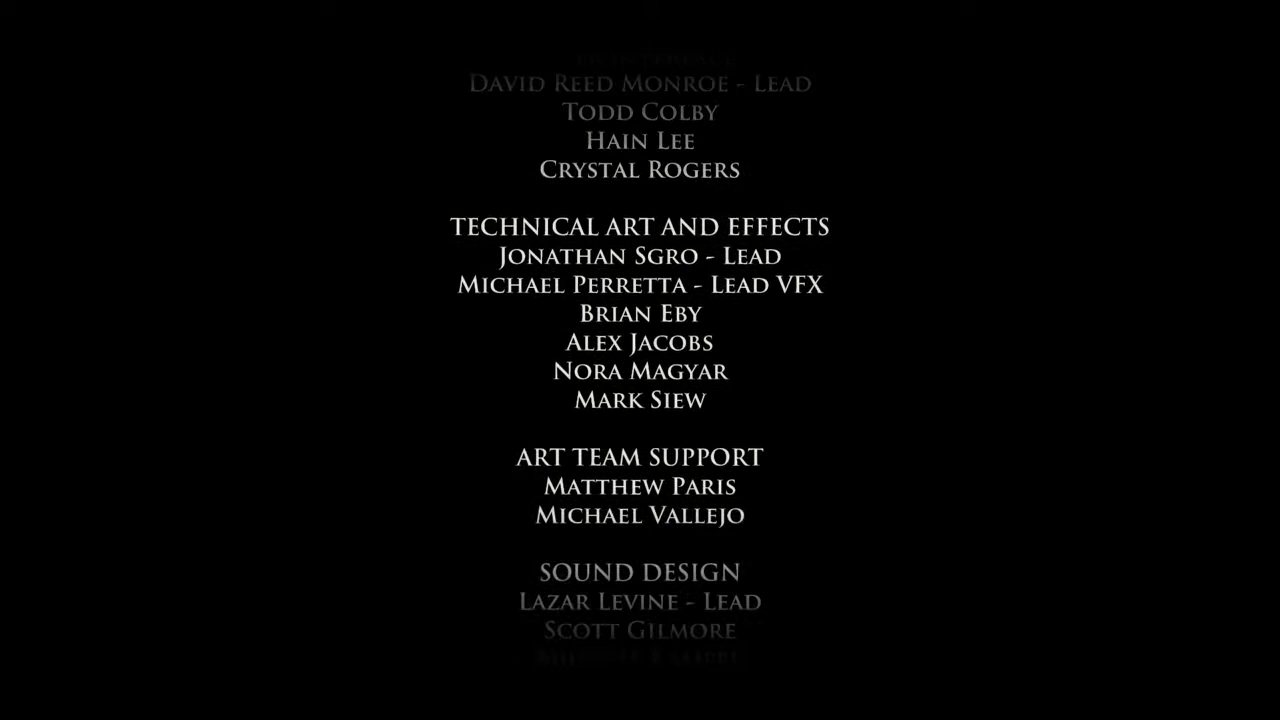 DAVID REED MONROE - LEAD
TODD COLBY
HAIN LEE
CRYSTAL ROGERS
TECHNICAL ART AND EFFECTS
JONATHAN SGRO - LEAD
MICHAEL PERRETTA - LEAD VFX
BRIAN EBY
ALEX JACOBS
NORA MAGYAR
MARK SIEW
ART TEAM SUPPORT
MATTHEW PARIS
MICHAEL VALLEJO
SOUND DESIGN
LAZAR LEVINE - LEAD
SCOTT GILMORE